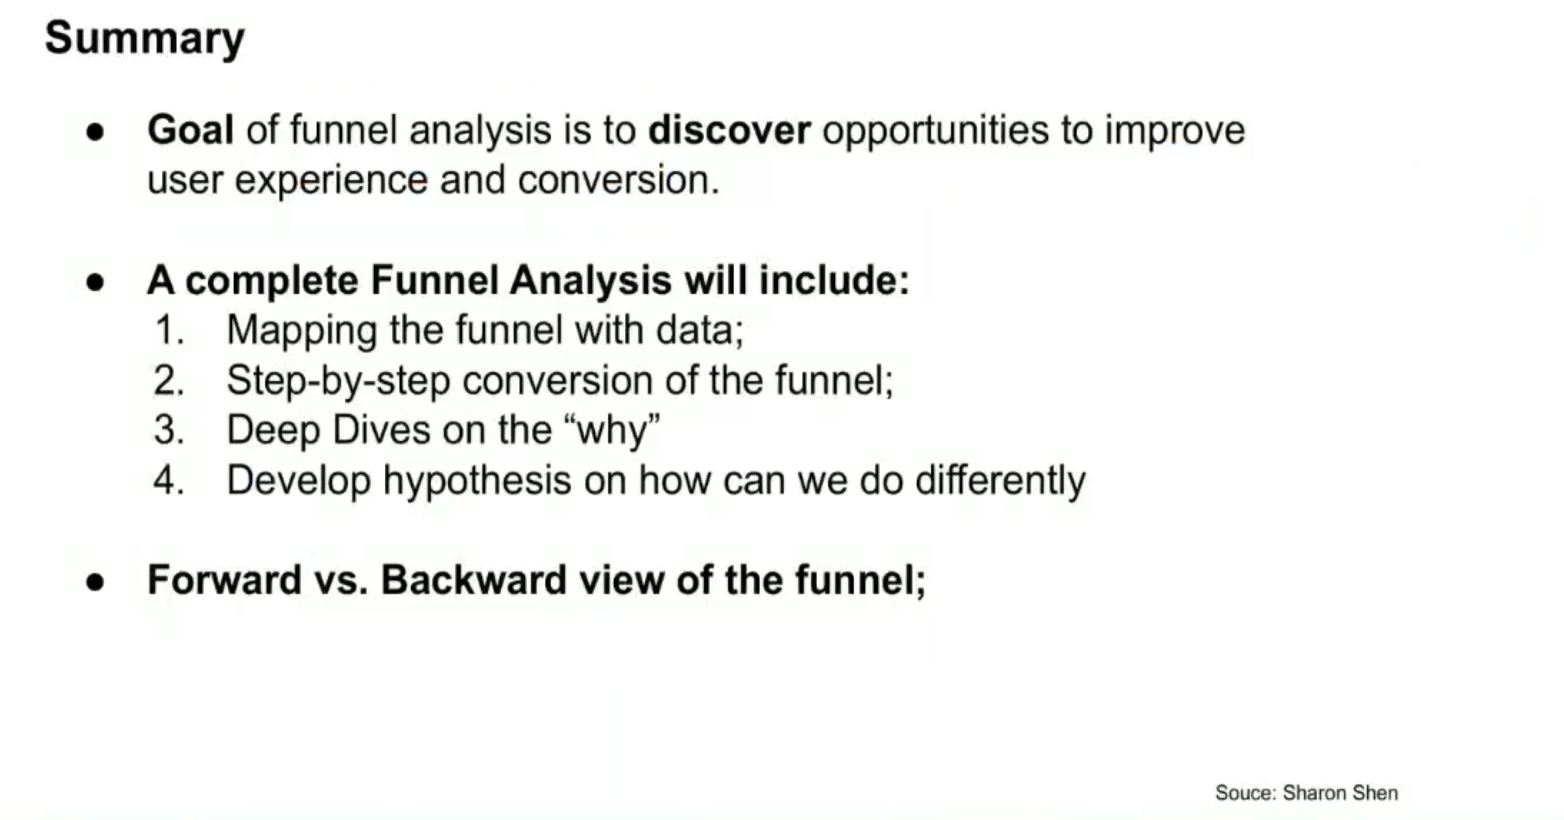 Summary
● Goal of funnel analysis is to discover opportunities to improve
user experience and conversion.
● A complete Funnel Analysis will include:
1. Mapping the funnel with data;
2. Step-by-step conversion of the funnel;
3. Deep Dives on the “why”
4. Develop hypothesis on how can we do differently
● Forward vs. Backward view of the funnel;
Souce: Sharon Shen